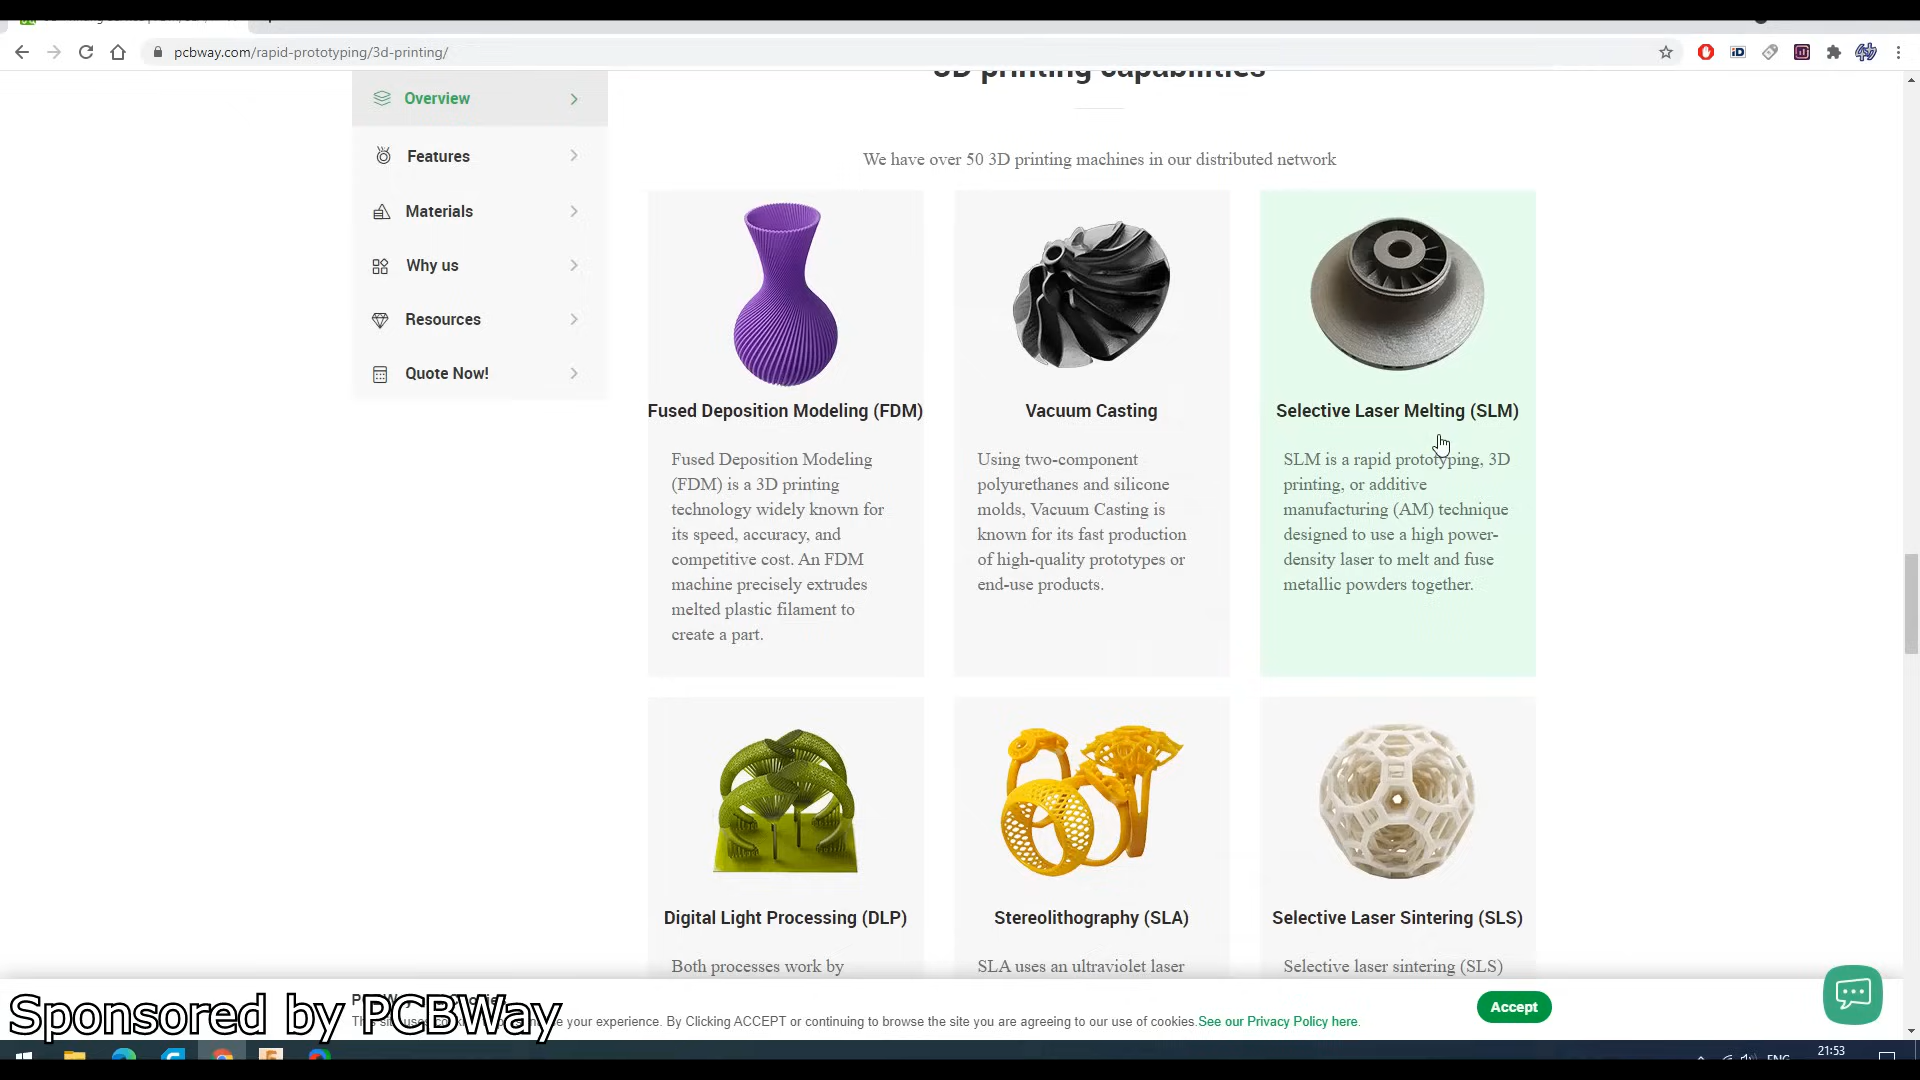 pcbway.com/rapid-prototyping/3d-printing/
3D printing capabilities
Overview
Features
Materials
Why us
Resources
Quote Now!
We have over 50 3D printing machines in our distributed network
Fused Deposition Modeling (FDM)
Fused Deposition Modeling
(FDM) is a 3D printing
technology widely known for
its speed, accuracy, and
competitive cost. An FDM
machine precisely extrudes
melted plastic filament to
create a part.
Vacuum Casting
Using two-component
polyurethanes and silicone
molds, Vacuum Casting is
known for its fast production
of high-quality prototypes or
end-use products.
Selective Laser Melting (SLM)
SLM is a rapid prototyping, 3D
printing, or additive
manufacturing (AM) technique
designed to use a high power-
density laser to melt and fuse
metallic powders together.
Digital Light Processing (DLP)
Both processes work by
Stereolithography (SLA)
SLA uses an ultraviolet laser
Selective Laser Sintering (SLS)
Selective laser sintering (SLS)
Sponsored by PCBWay
your experience. By Clicking ACCEPT or continuing to browse the site you are agreeing to our use of cookies.See our Privacy Policy here.
Accept
ENG
21:53